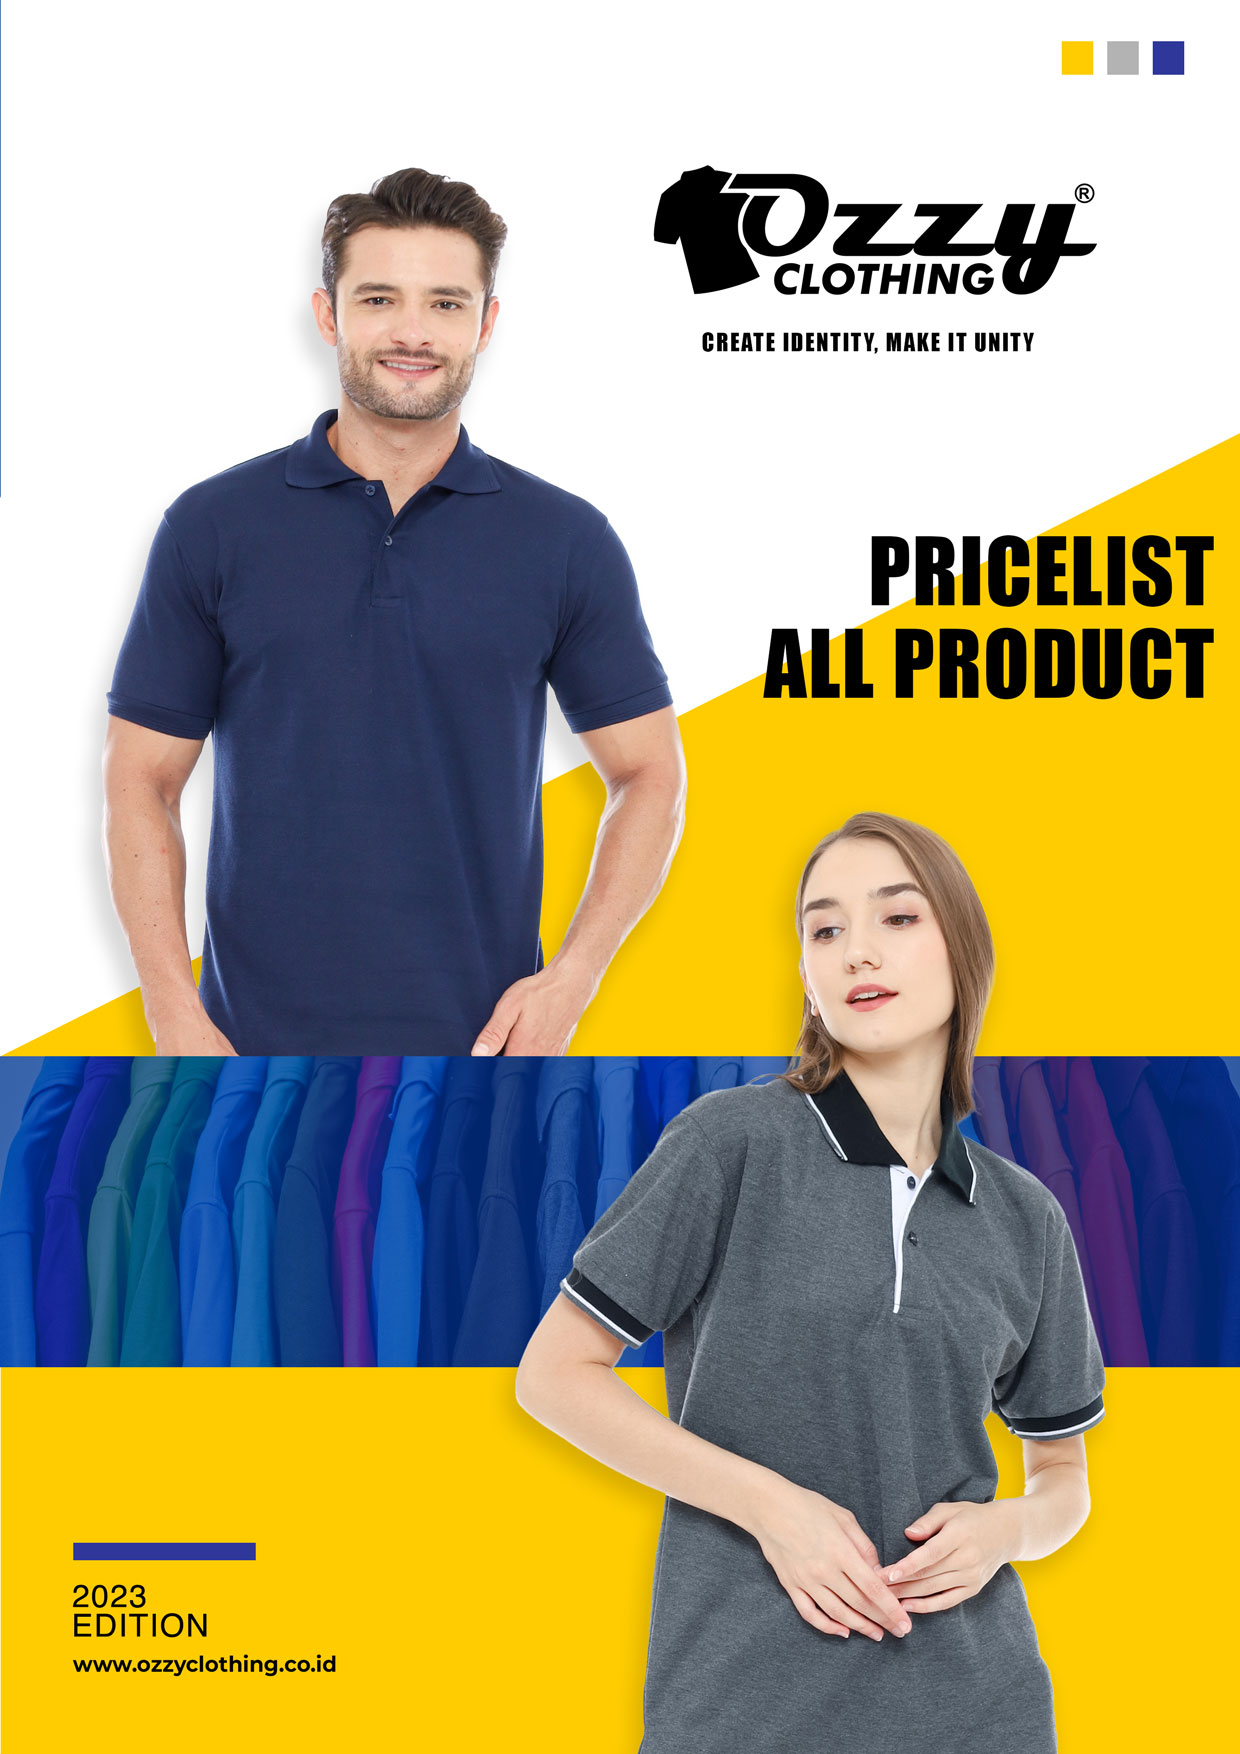 Ozzy®
CLOTHING
CREATE IDENTITY, MAKE IT UNITY
PRICELIST
ALL PRODUCT
2023
EDITION
www.ozzyclothing.co.id